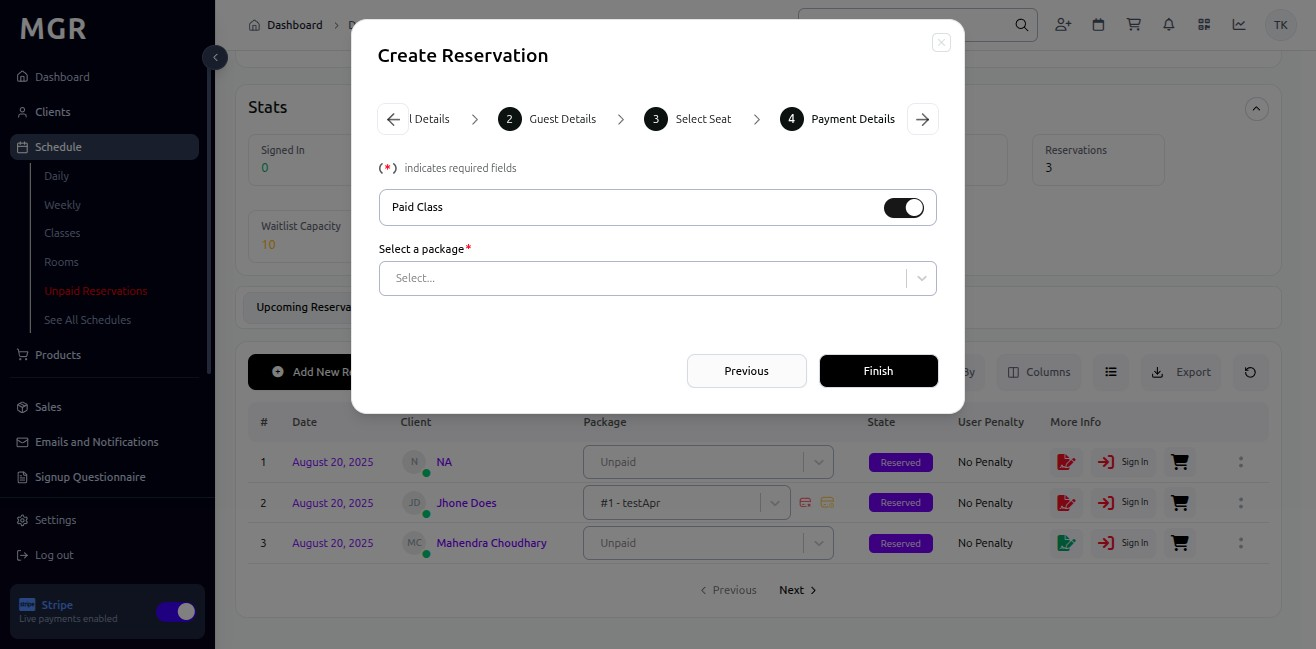 MGR
Dashboard
Clients
Schedule
Daily
Weekly
Classes
Rooms
Unpaid Reservations
See All Schedules
Products
Sales
Emails and Notifications
Signup Questionnaire
Settings
Log out
Stripe
Live payments enabled
Dashboard
TK
Create Reservation
l Details
2 Guest Details
3 Select Seat
4 Payment Details
(*) indicates required fields
Paid Class
Select a package*
Select...
Previous
Finish
Stats
Signed In
0
Reservations
3
Waitlist Capacity
10
Upcoming Reserva
Add New Re
By
Columns
Export
# Date Client Package State User Penalty More Info
1 August 20, 2025 N NA Unpaid Reserved No Penalty Sign In
2 August 20, 2025 JD Jhone Does #1 - testApr Reserved No Penalty Sign In
3 August 20, 2025 MC Mahendra Choudhary Unpaid Reserved No Penalty Sign In
Previous Next